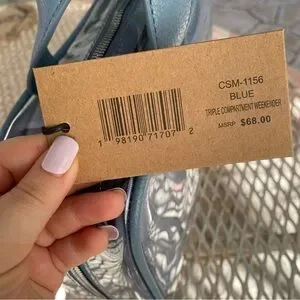 CSM-1156
BLUE
TRIPLE COMPARTMENT WEEKENDER
MSRP $68.00
1 98190 71707 2